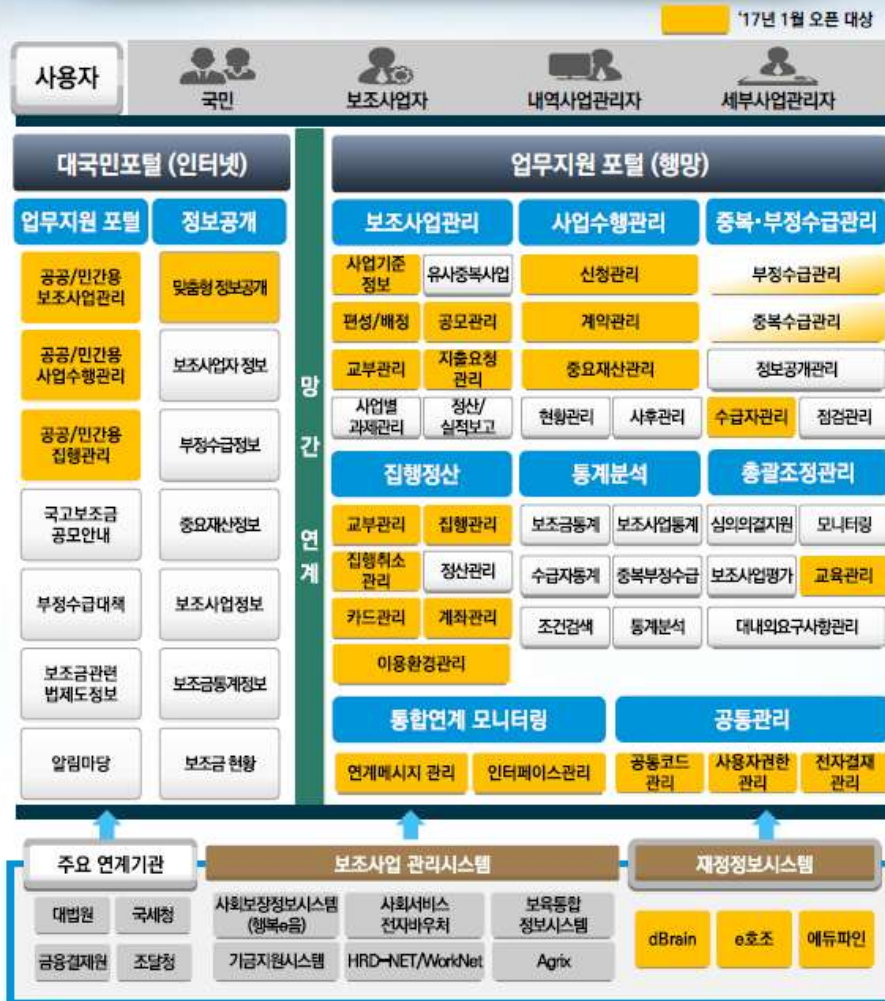 '17년 1월 오픈 대상
사용자
국민
보조사업자
내역사업관리자
세부사업관리자
대국민포털 (인터넷)
업무지원 포털
정보공개
공공/민간용
보조사업관리
맞춤형 정보공개
공공/민간용
사업수행관리
보조사업자 정보
공공/민간용
집행관리
부정수급정보
국고보조금
공모안내
중요재산정보
부정수급대책
보조사업정보
보조금관련
법제도정보
보조금통계정보
알림마당
보조금 현황
망
간
연
계
업무지원 포털 (행망)
보조사업관리
사업수행관리
중복·부정수급관리
사업기준
정보
유사중복사업
신청관리
부정수급관리
편성/배정
공모관리
계약관리
중복수급관리
교부관리
지출요청
관리
중요재산관리
정보공개관리
사업별
과제관리
정산/
실적보고
현황관리
사후관리
수급자관리
점검관리
집행정산
통계분석
총괄조정관리
교부관리
집행관리
보조금통계
보조사업통계
심의의결지원
모니터링
집행취소
관리
정산관리
수급자통계
중복부정수급
보조사업평가
교육관리
카드관리
계좌관리
조건검색
통계분석
대내외요구사항관리
이용환경관리
통합연계 모니터링
공통관리
연계메시지 관리
인터페이스관리
공통코드
관리
사용자권한
관리
전자결재
관리
주요 연계기관
보조사업 관리시스템
재정정보시스템
대법원
국세청
사회보장정보시스템
(행복e음)
사회서비스
전자바우처
보육통합
정보시스템
dBrain
e호조
에듀파인
금융결제원
조달청
기금지원시스템
HRD-NET/WorkNet
Agrix